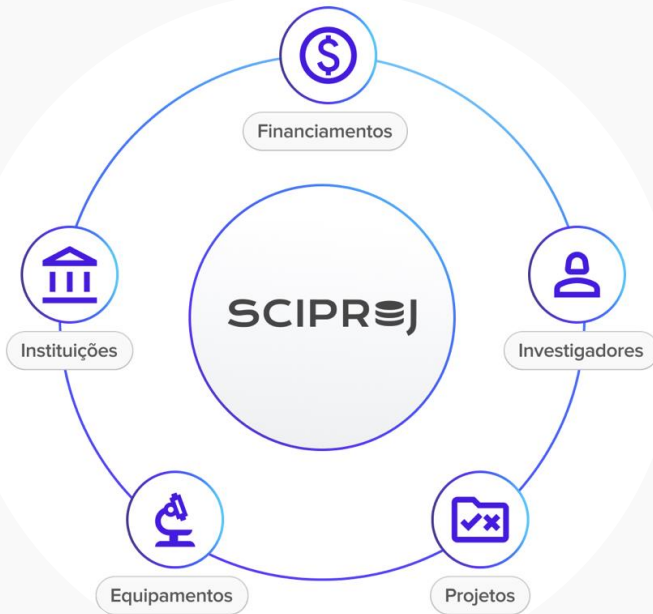 Financiamentos
Instituições
SCIPROJ
Investigadores
Equipamentos
Projetos